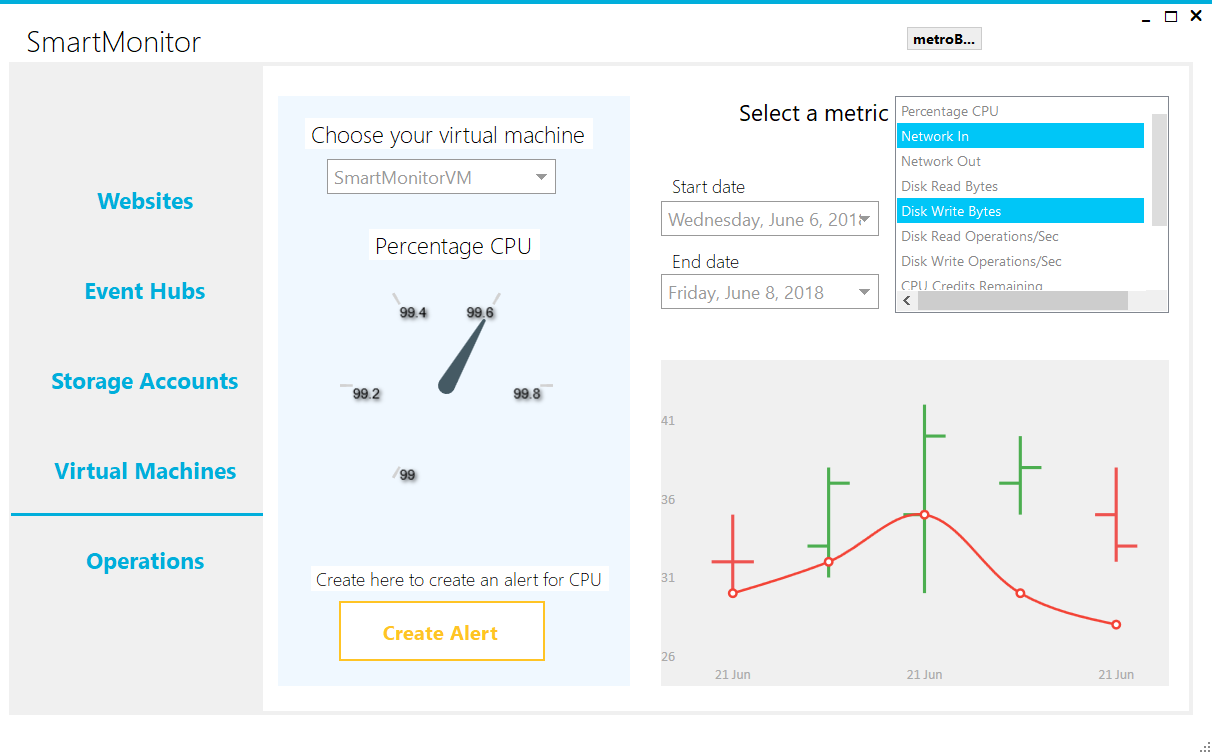 SmartMonitor
metroB...
Websites
Event Hubs
Storage Accounts
Virtual Machines
Operations
Choose your virtual machine
SmartMonitorVM
Percentage CPU
99.4 99.6
99.2 99.8
99
Create here to create an alert for CPU
Create Alert
Select a metric
Percentage CPU
Network In
Network Out
Disk Read Bytes
Disk Write Bytes
Disk Read Operations/Sec
Disk Write Operations/Sec
CPU Credits Remaining
Start date
Wednesday, June 6, 201
End date
Friday, June 8, 2018
41
36
31
26
21 Jun 21 Jun 21 Jun